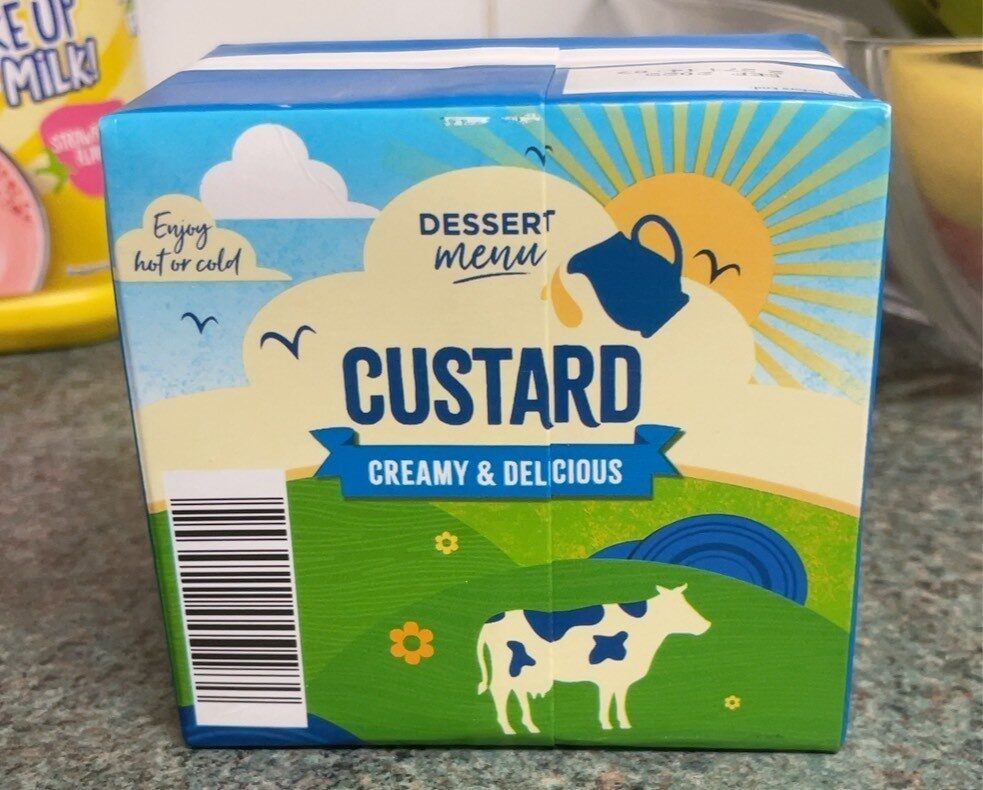 KE UP
MiLK!
Enjoy
hot or cold
DESSERT
menu
CUSTARD
CREAMY & DELICIOUS